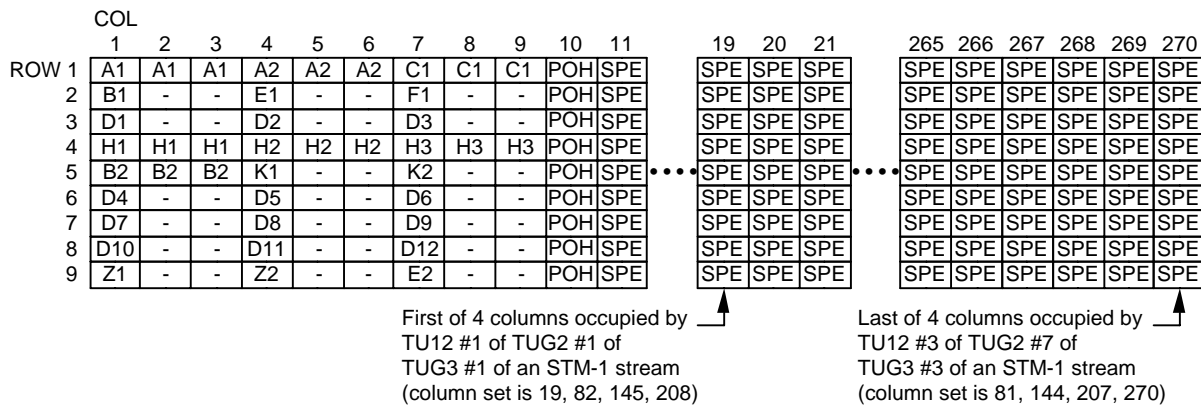 COL
1 2 3 4 5 6 7 8 9 10 11 19 20 21 265 266 267 268 269 270
ROW 1 A1 A1 A1 A2 A2 A2 C1 C1 C1 POH SPE SPE SPE SPE SPE SPE SPE SPE SPE SPE
2 B1 - - E1 - - F1 - - POH SPE SPE SPE SPE SPE SPE SPE SPE SPE SPE
3 D1 - - D2 - - D3 - - POH SPE SPE SPE SPE SPE SPE SPE SPE SPE SPE
4 H1 H1 H1 H2 H2 H2 H3 H3 H3 POH SPE SPE SPE SPE SPE SPE SPE SPE SPE SPE
5 B2 B2 B2 K1 - - K2 - - POH SPE •••• SPE SPE SPE •••• SPE SPE SPE SPE SPE SPE
6 D4 - - D5 - - D6 - - POH SPE SPE SPE SPE SPE SPE SPE SPE SPE SPE
7 D7 - - D8 - - D9 - - POH SPE SPE SPE SPE SPE SPE SPE SPE SPE SPE
8 D10 - - D11 - - D12 - - POH SPE SPE SPE SPE SPE SPE SPE SPE SPE SPE
9 Z1 - - Z2 - - E2 - - POH SPE SPE SPE SPE SPE SPE SPE SPE SPE SPE
First of 4 columns occupied by
TU12 #1 of TUG2 #1 of
TUG3 #1 of an STM-1 stream
(column set is 19, 82, 145, 208)
Last of 4 columns occupied by
TU12 #3 of TUG2 #7 of
TUG3 #3 of an STM-1 stream
(column set is 81, 144, 207, 270)